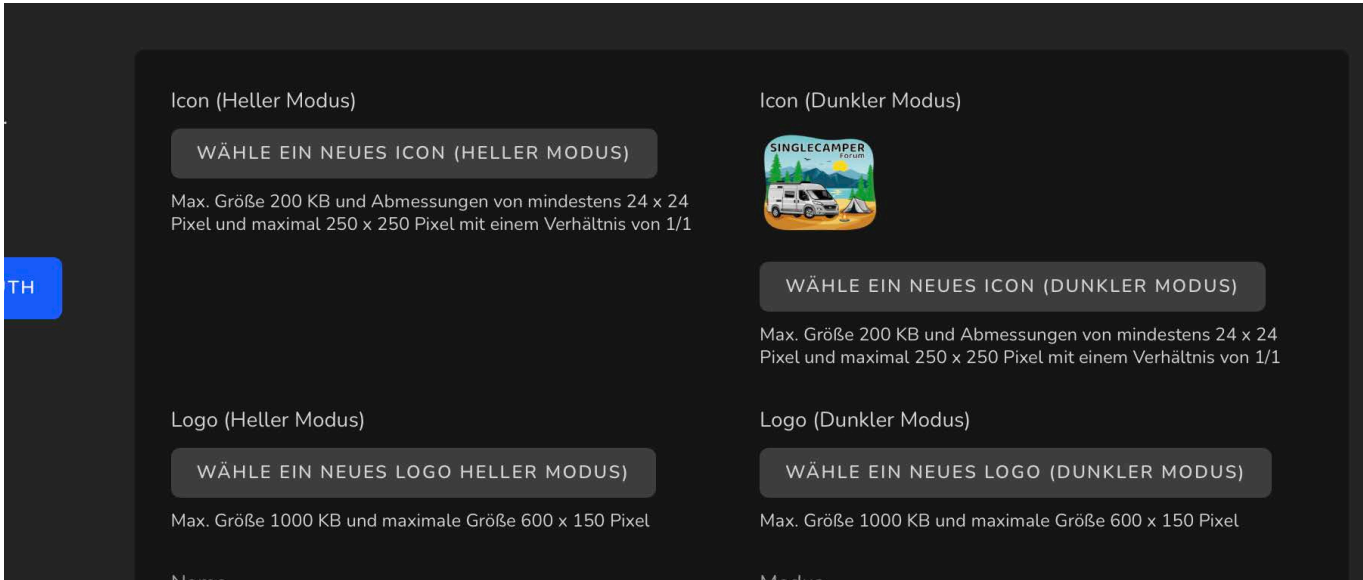 Icon (Heller Modus)
WÄHLE EIN NEUES ICON (HELLER MODUS)
Max. Größe 200 KB und Abmessungen von mindestens 24 x 24
Pixel und maximal 250 x 250 Pixel mit einem Verhältnis von 1/1
Icon (Dunkler Modus)
SINGLECAMPER
Forum
WÄHLE EIN NEUES ICON (DUNKLER MODUS)
Max. Größe 200 KB und Abmessungen von mindestens 24 x 24
Pixel und maximal 250 x 250 Pixel mit einem Verhältnis von 1/1
Logo (Heller Modus)
WÄHLE EIN NEUES LOGO HELLER MODUS)
Max. Größe 1000 KB und maximale Größe 600 x 150 Pixel
Logo (Dunkler Modus)
WÄHLE EIN NEUES LOGO (DUNKLER MODUS)
Max. Größe 1000 KB und maximale Größe 600 x 150 Pixel